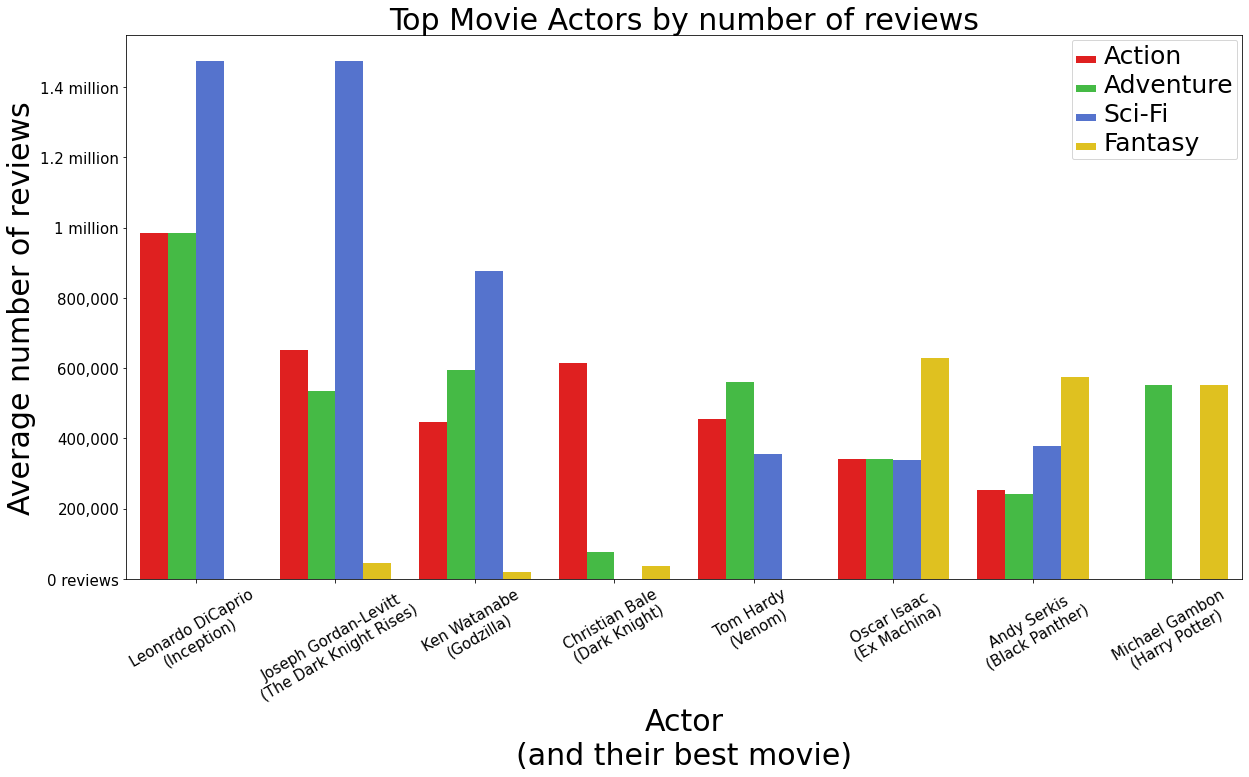 Top Movie Actors by number of reviews
Action
Adventure
Sci-Fi
Fantasy
Average number of reviews
1.4 million
1.2 million
1 million
800,000
600,000
400,000
200,000
0 reviews
Leonardo DiCaprio
(Inception)
Joseph Gordan-Levitt
(The Dark Knight Rises)
Ken Watanabe
(Godzilla)
Christian Bale
(Dark Knight)
Tom Hardy
(Venom)
Oscar Isaac
(Ex Machina)
Andy Serkis
(Black Panther)
Michael Gambon
(Harry Potter)
Actor
(and their best movie)